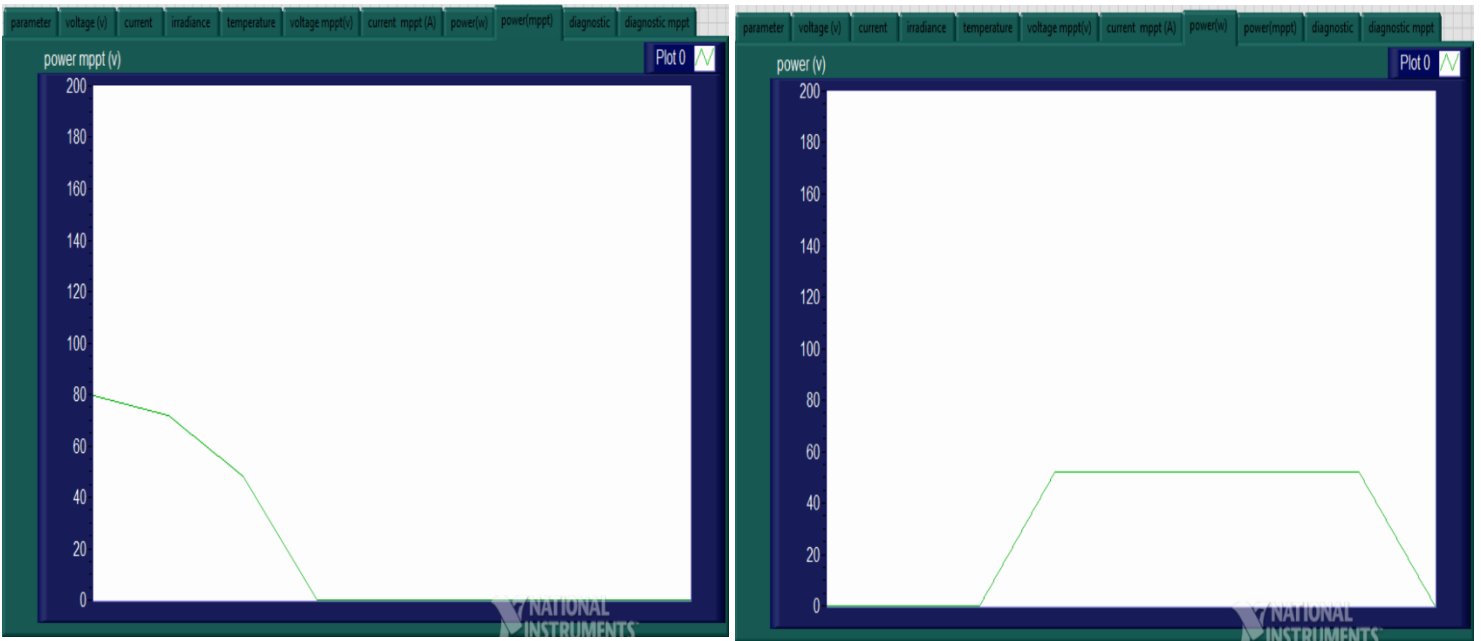 parameter voltage (v) current irradiance temperature voltage mppt(v) current mppt (A) power(w) power(mppt) diagnostic diagnostic mppt
power mppt (v)
Plot 0
200
180
160
140
120
100
80
60
40
20
0
NATIONAL
INSTRUMENTS
parameter voltage (v) current irradiance temperature voltage mppt(v) current mppt (A) power(w) power(mppt) diagnostic diagnostic mppt
power (v)
Plot 0
200
180
160
140
120
100
80
60
40
20
0
NATIONAL
INSTRUMENTS